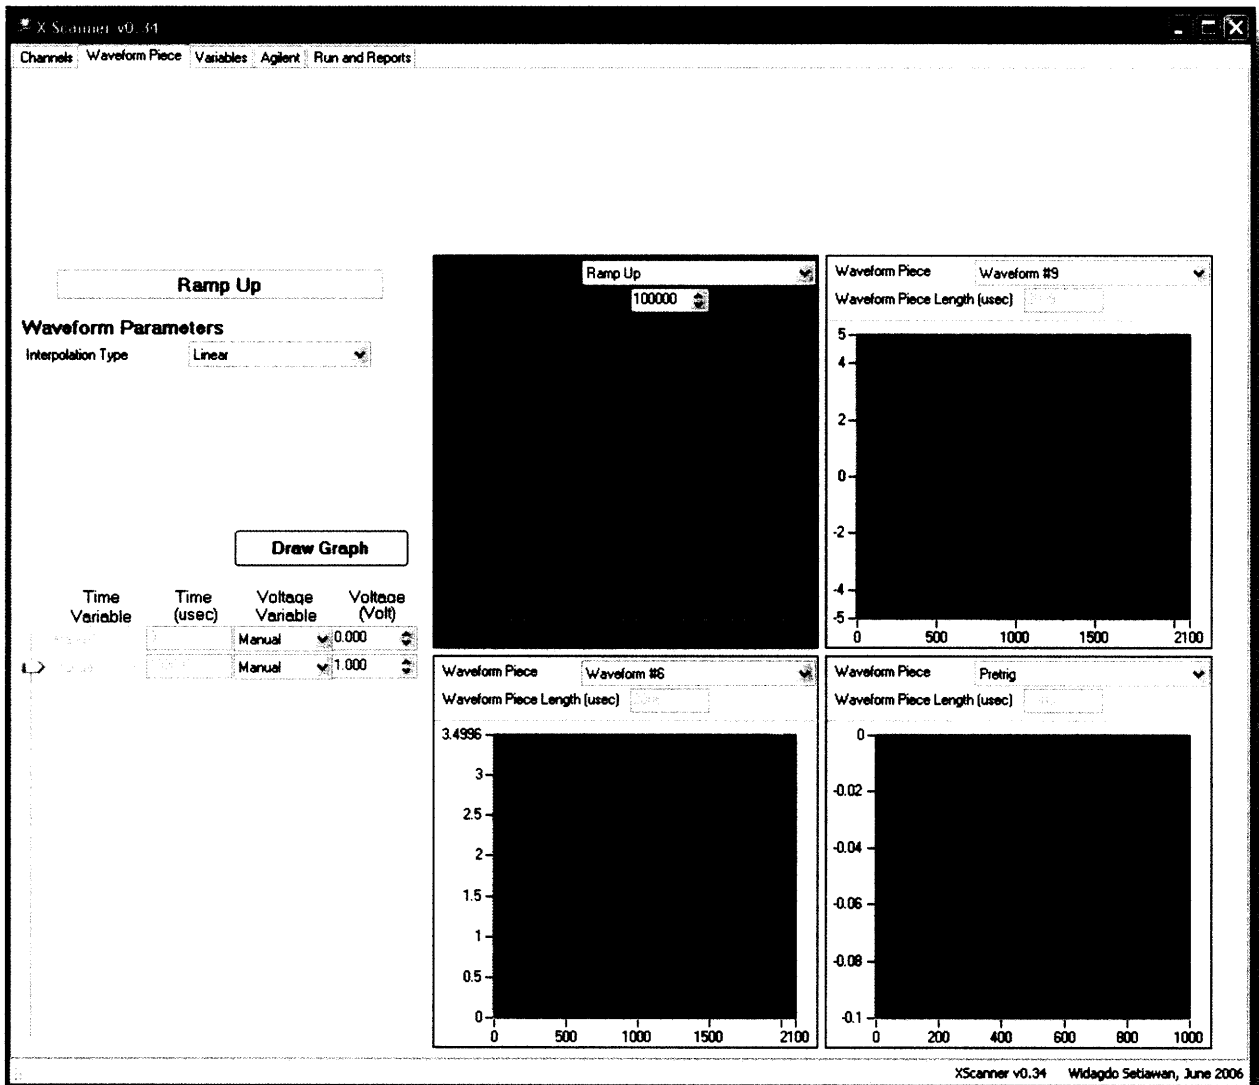 X Scanner v0.34
Channels Waveform Piece Variables Agilent Run and Reports
Ramp Up
Waveform Parameters
Interpolation Type Linear
Draw Graph
Time Variable Time (usec) Voltage Variable Voltage (Volt)
Manual 0.000
Manual 1.000
Ramp Up
100000
Waveform Piece Waveform #9
Waveform Piece Length (usec)
5
4
2
0
-2
-4
-5
0 500 1000 1500 2100
Waveform Piece Waveform #6
Waveform Piece Length (usec)
3.4996
3
2.5
2
1.5
1
0.5
0
0 500 1000 1500 2100
Waveform Piece Pretrig
Waveform Piece Length (usec)
0
-0.02
-0.04
-0.06
-0.08
-0.1
0 200 400 600 800 1000
XScanner v0.34 Widagdo Setiawan, June 2006